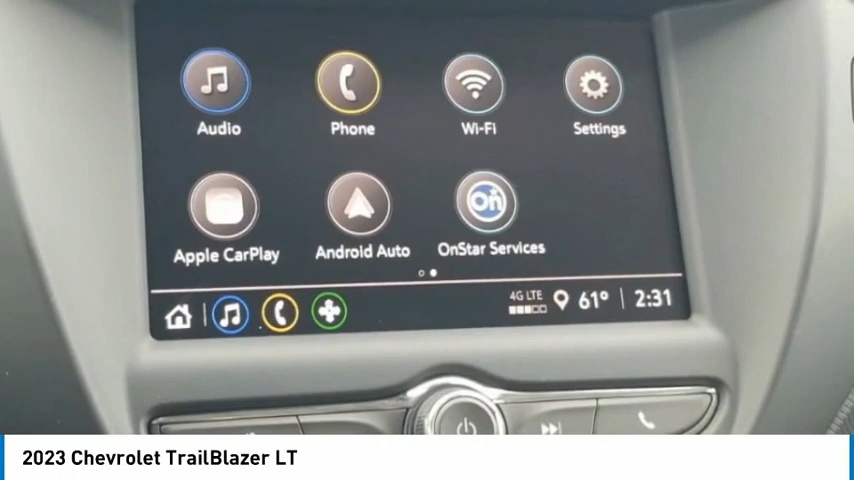 Audio Phone Wi-Fi Settings
On
Apple CarPlay Android Auto OnStar Services
4G LTE 61° 2:31
2023 Chevrolet TrailBlazer LT